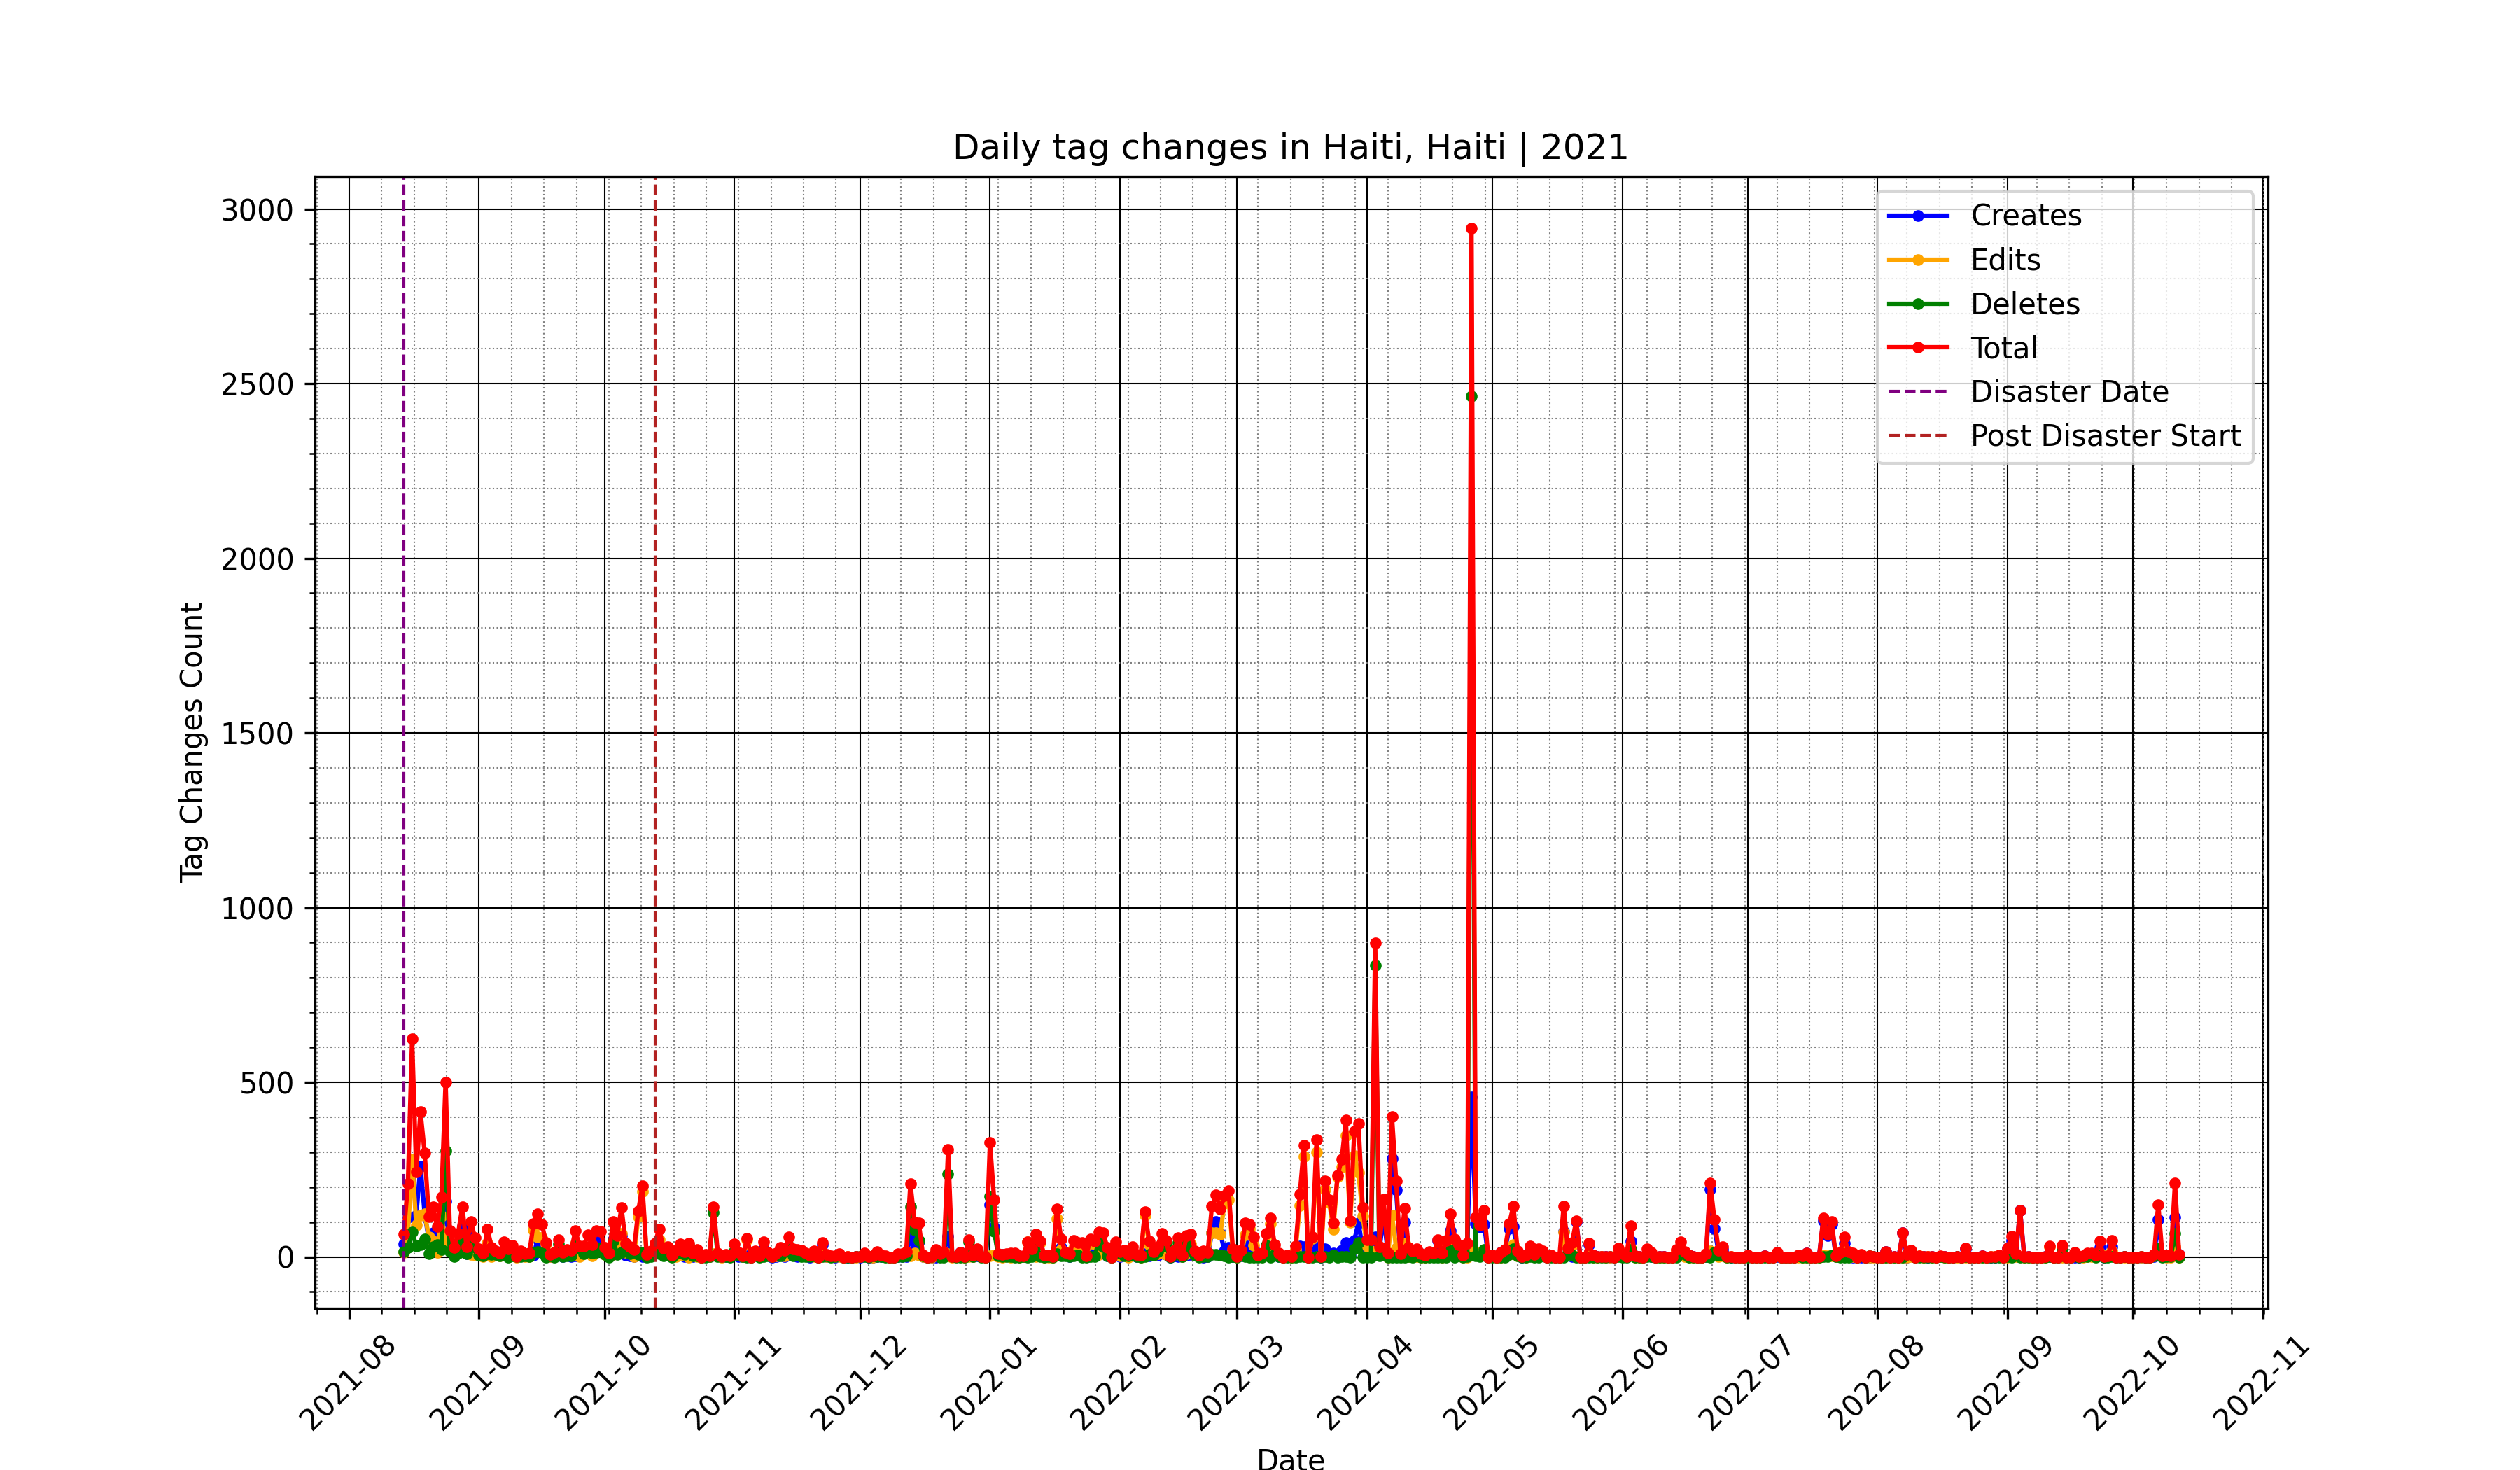 Daily tag changes in Haiti, Haiti | 2021
Tag Changes Count
3000
2500
2000
1500
1000
500
0
Creates
Edits
Deletes
Total
Disaster Date
Post Disaster Start
2021-08
2021-09
2021-10
2021-11
2021-12
2022-01
2022-02
2022-03
2022-04
2022-05
2022-06
2022-07
2022-08
2022-09
2022-10
2022-11
Date